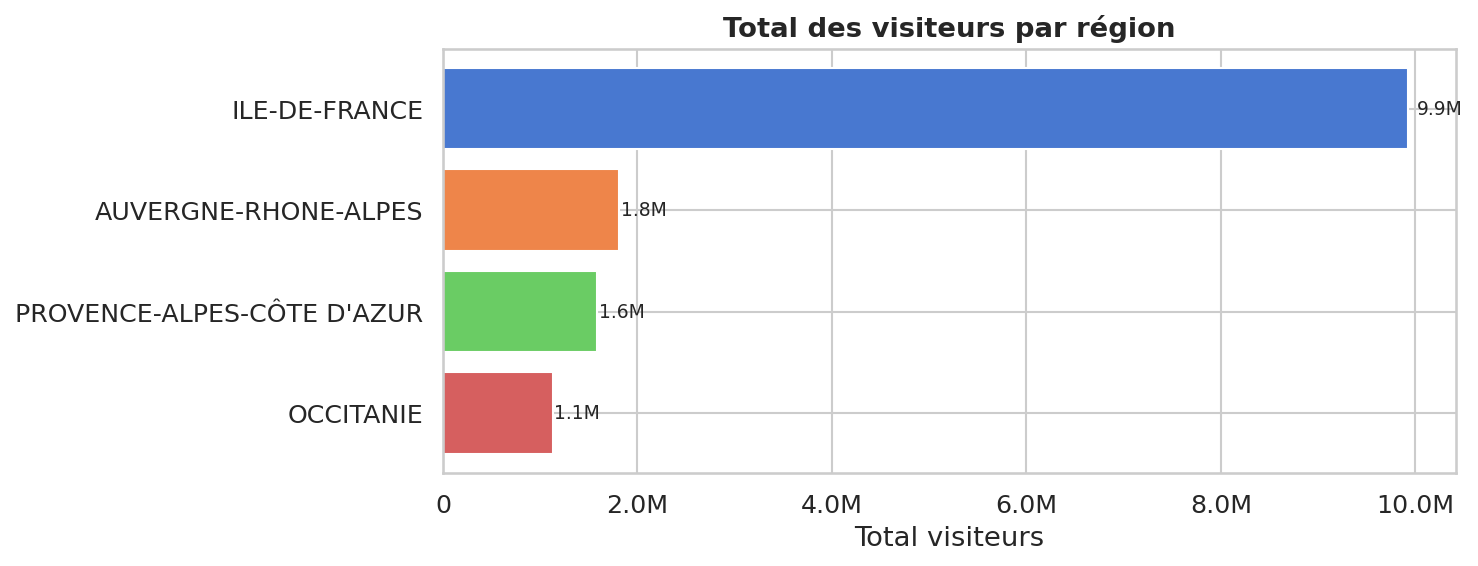 Total des visiteurs par région
ILE-DE-FRANCE
9.9M
AUVERGNE-RHONE-ALPES
1.8M
PROVENCE-ALPES-CÔTE D'AZUR
1.6M
OCCITANIE
1.1M
0 2.0M 4.0M 6.0M 8.0M 10.0M
Total visiteurs